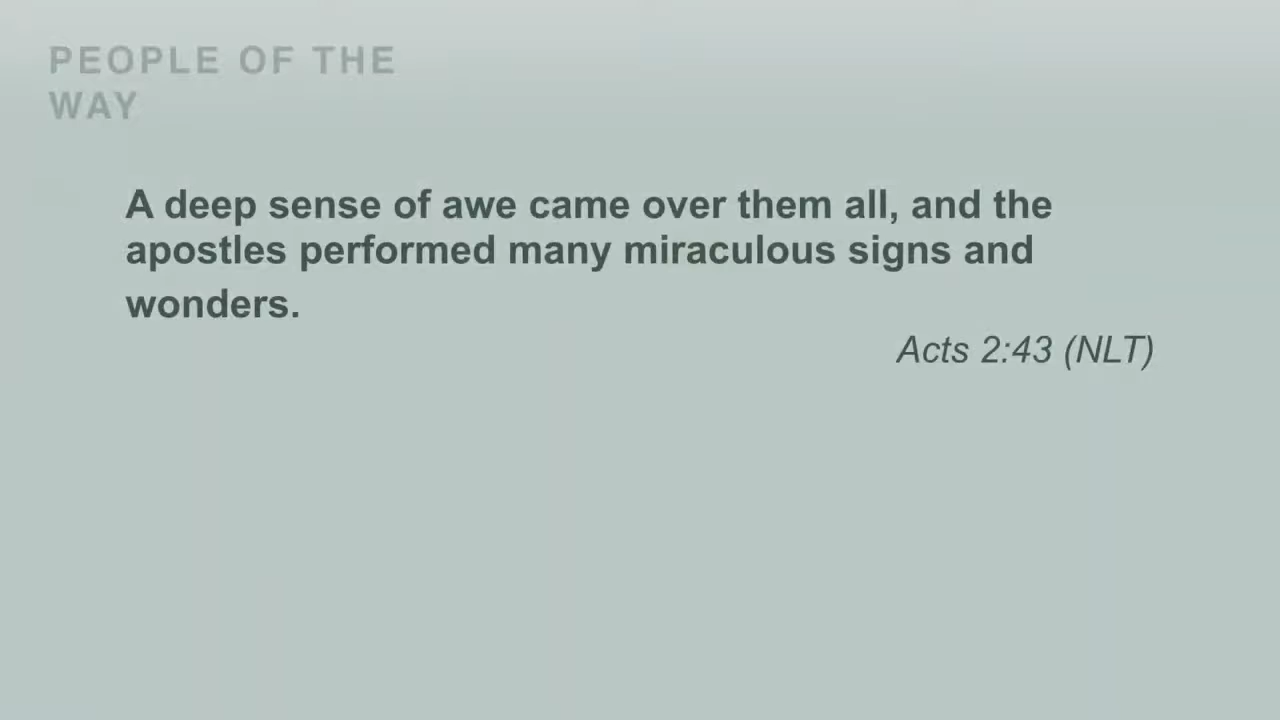 PEOPLE OF THE
WAY
A deep sense of awe came over them all, and the
apostles performed many miraculous signs and
wonders.
Acts 2:43 (NLT)